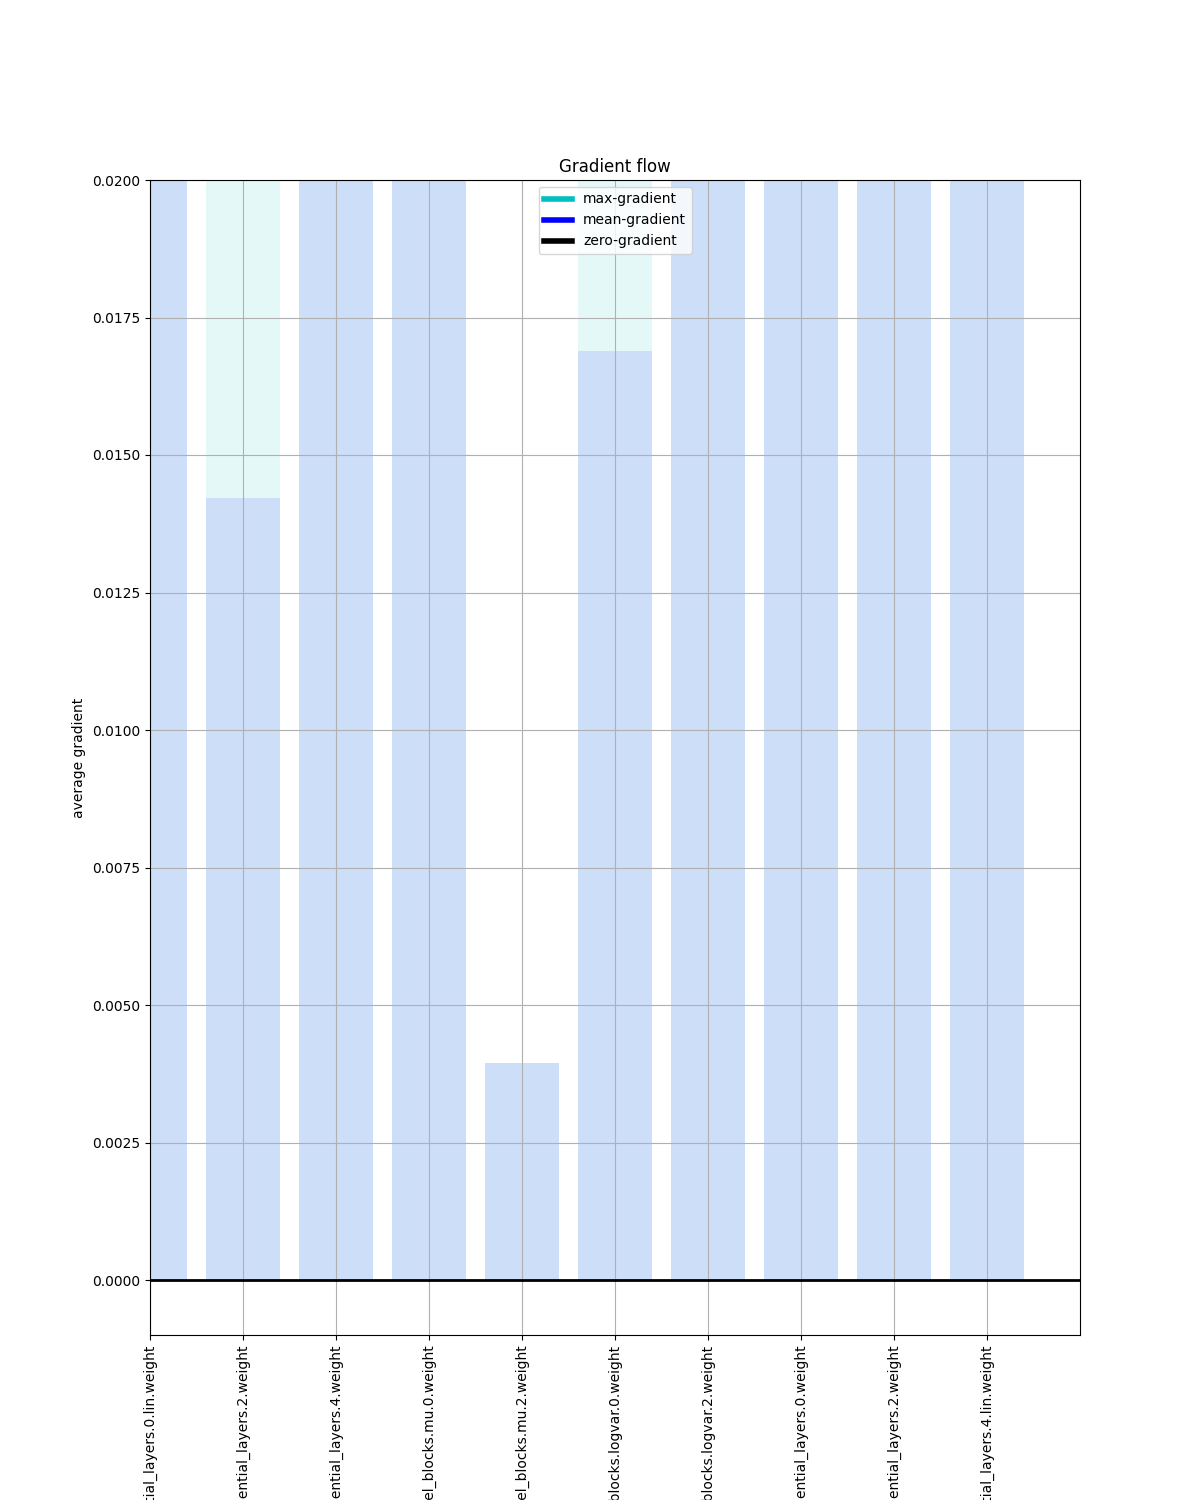 Gradient flow
max-gradient
mean-gradient
zero-gradient
0.0200
0.0175
0.0150
0.0125
0.0100
0.0075
0.0050
0.0025
0.0000
average gradient
tial_layers.0.lin.weight
ential_layers.2.weight
ential_layers.4.weight
el_blocks.mu.0.weight
el_blocks.mu.2.weight
blocks.logvar.0.weight
blocks.logvar.2.weight
ential_layers.0.weight
ential_layers.2.weight
tial_layers.4.lin.weight